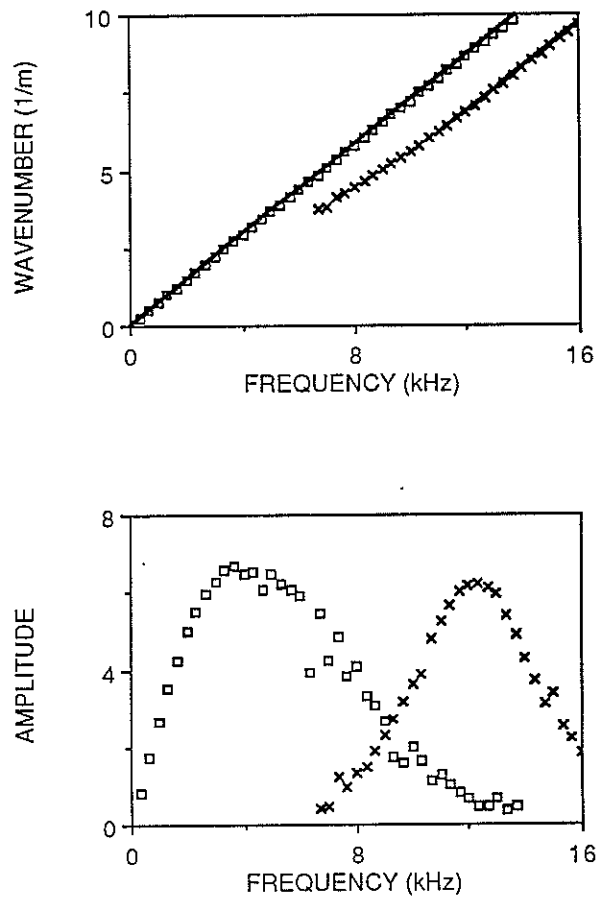 WAVENUMBER (1/m)
10
5
0
0 8 16
FREQUENCY (kHz)
AMPLITUDE
8
4
0
0 8 16
FREQUENCY (kHz)